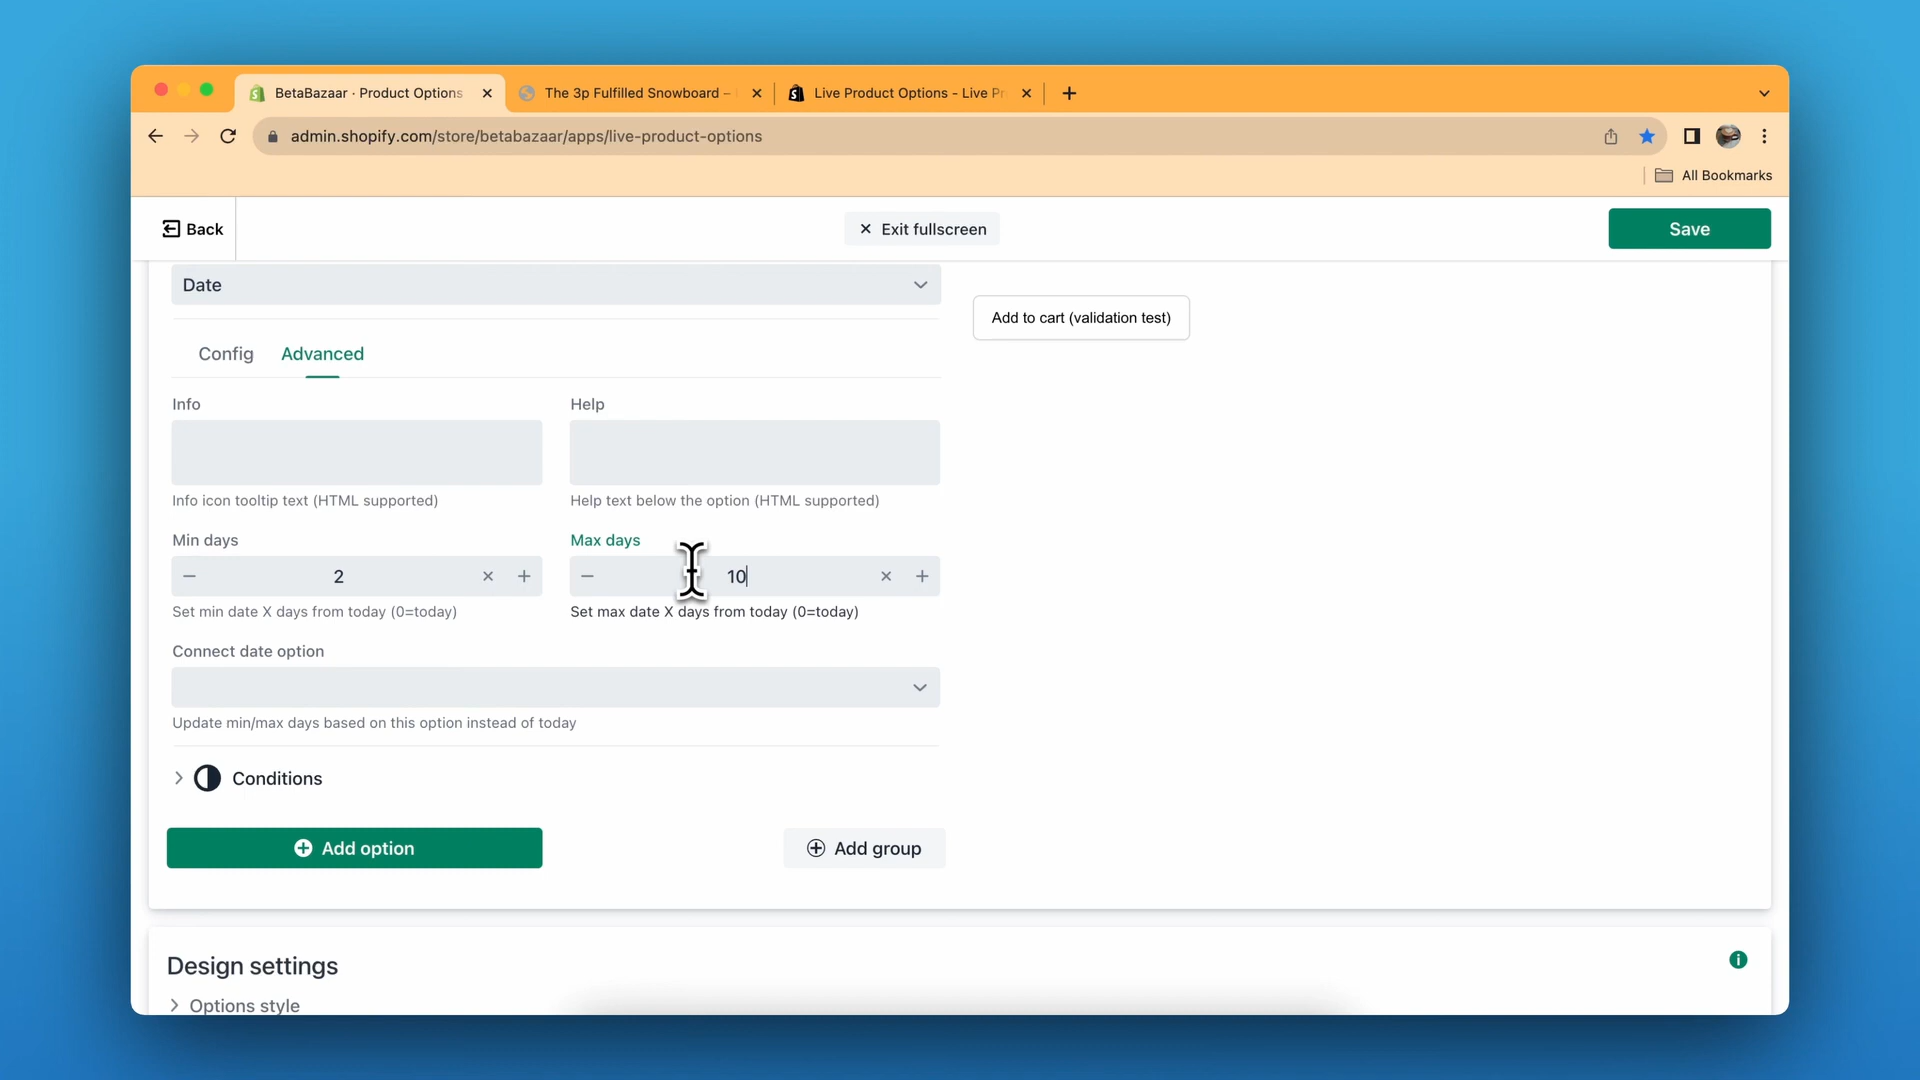 BetaBazaar · Product Options
The 3p Fulfilled Snowboard –
Live Product Options - Live Pr
admin.shopify.com/store/betabazaar/apps/live-product-options
All Bookmarks
Back
Exit fullscreen
Save
Date
Add to cart (validation test)
Config
Advanced
Info
Help
Info icon tooltip text (HTML supported)
Help text below the option (HTML supported)
Min days
Max days
2
10
Set min date X days from today (0=today)
Set max date X days from today (0=today)
Connect date option
Update min/max days based on this option instead of today
Conditions
Add option
Add group
Design settings
Options style